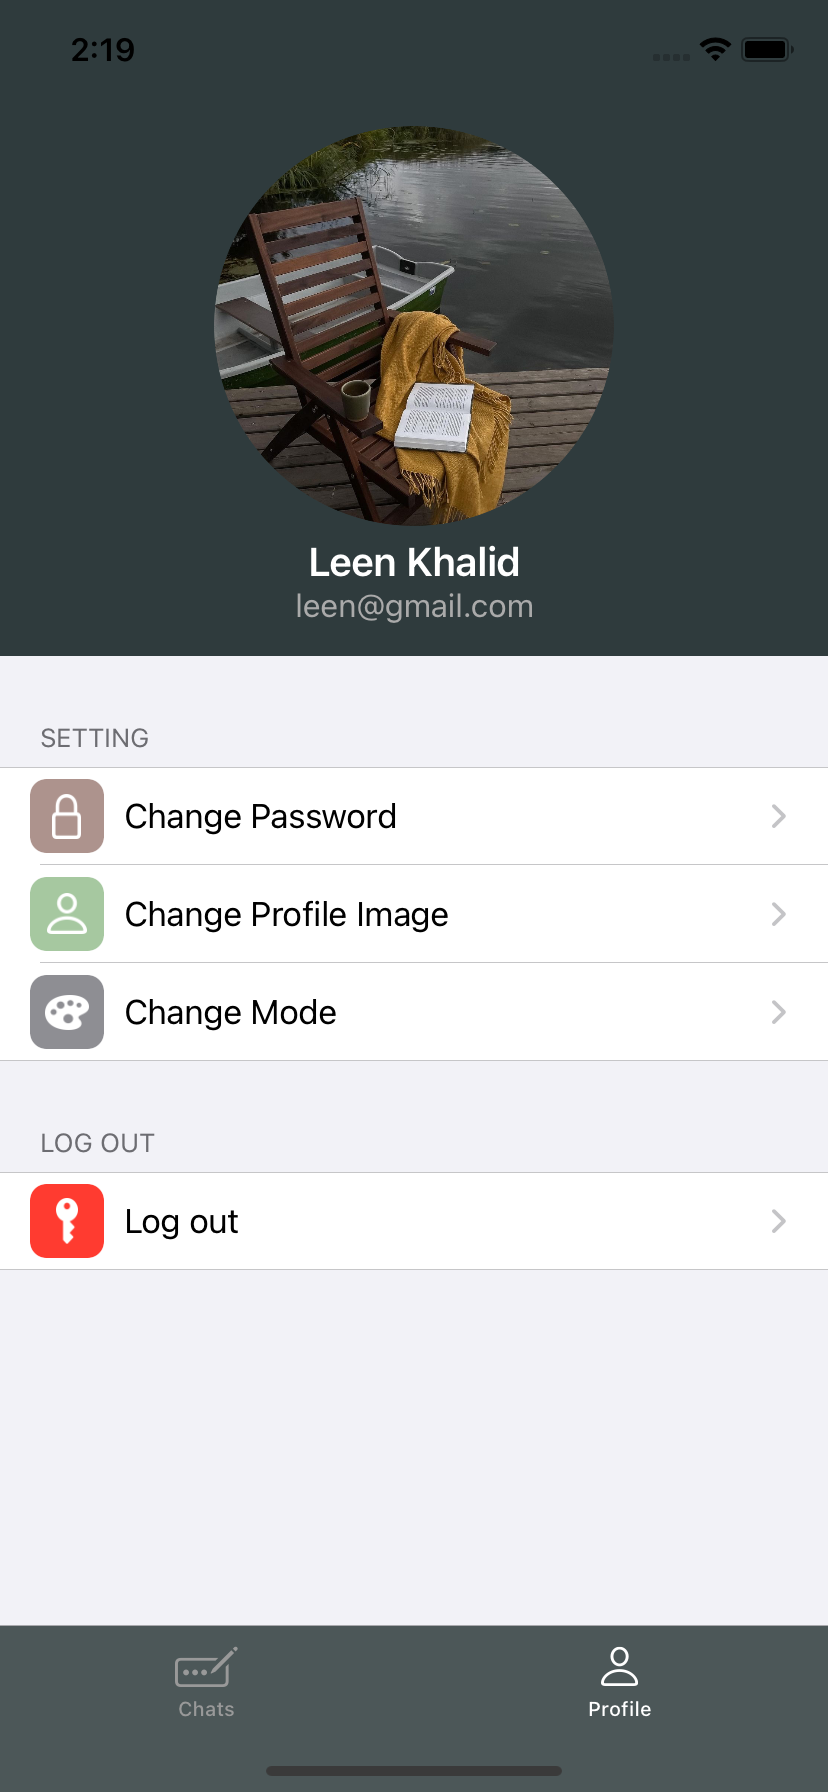 2:19
Leen Khalid
leen@gmail.com
SETTING
Change Password
Change Profile Image
Change Mode
LOG OUT
Log out
Chats
Profile